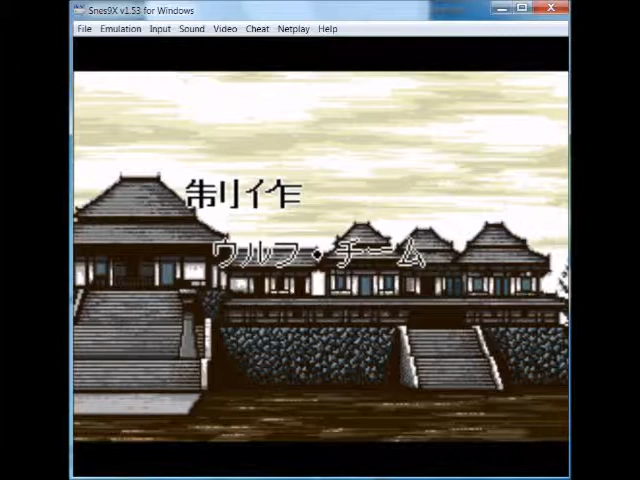 Snes9X v1.53 for Windows
File Emulation Input Sound Video Cheat Netplay Help
制作
ウルフ・チーム